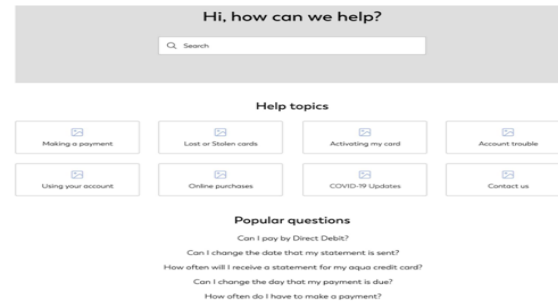 Hi, how can we help?
Search
Help topics
Making a payment
Lost or Stolen cards
Activating my card
Account trouble
Using your account
Online purchases
COVID-19 Updates
Contact us
Popular questions
Can I pay by Direct Debit?
Can I change the date that my statement is sent?
How often will I receive a statement for my aqua credit card?
Can I change the day that my payment is due?
How often do I have to make a payment?